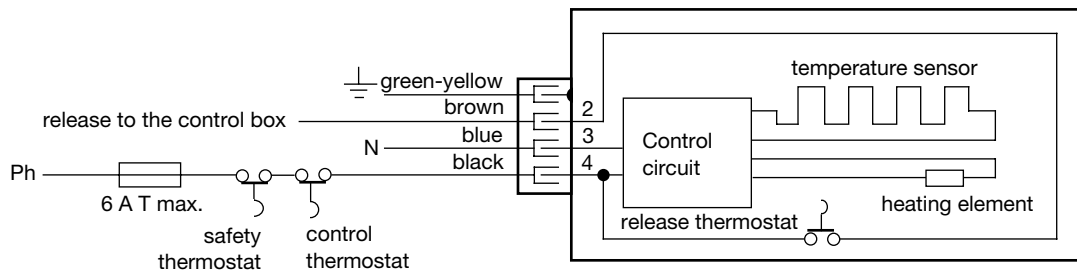 green-yellow
temperature sensor
brown
2
release to the control box
blue
3
N
Control
circuit
black
4
Ph
6 A T max.
release thermostat
heating element
safety
thermostat
control
thermostat